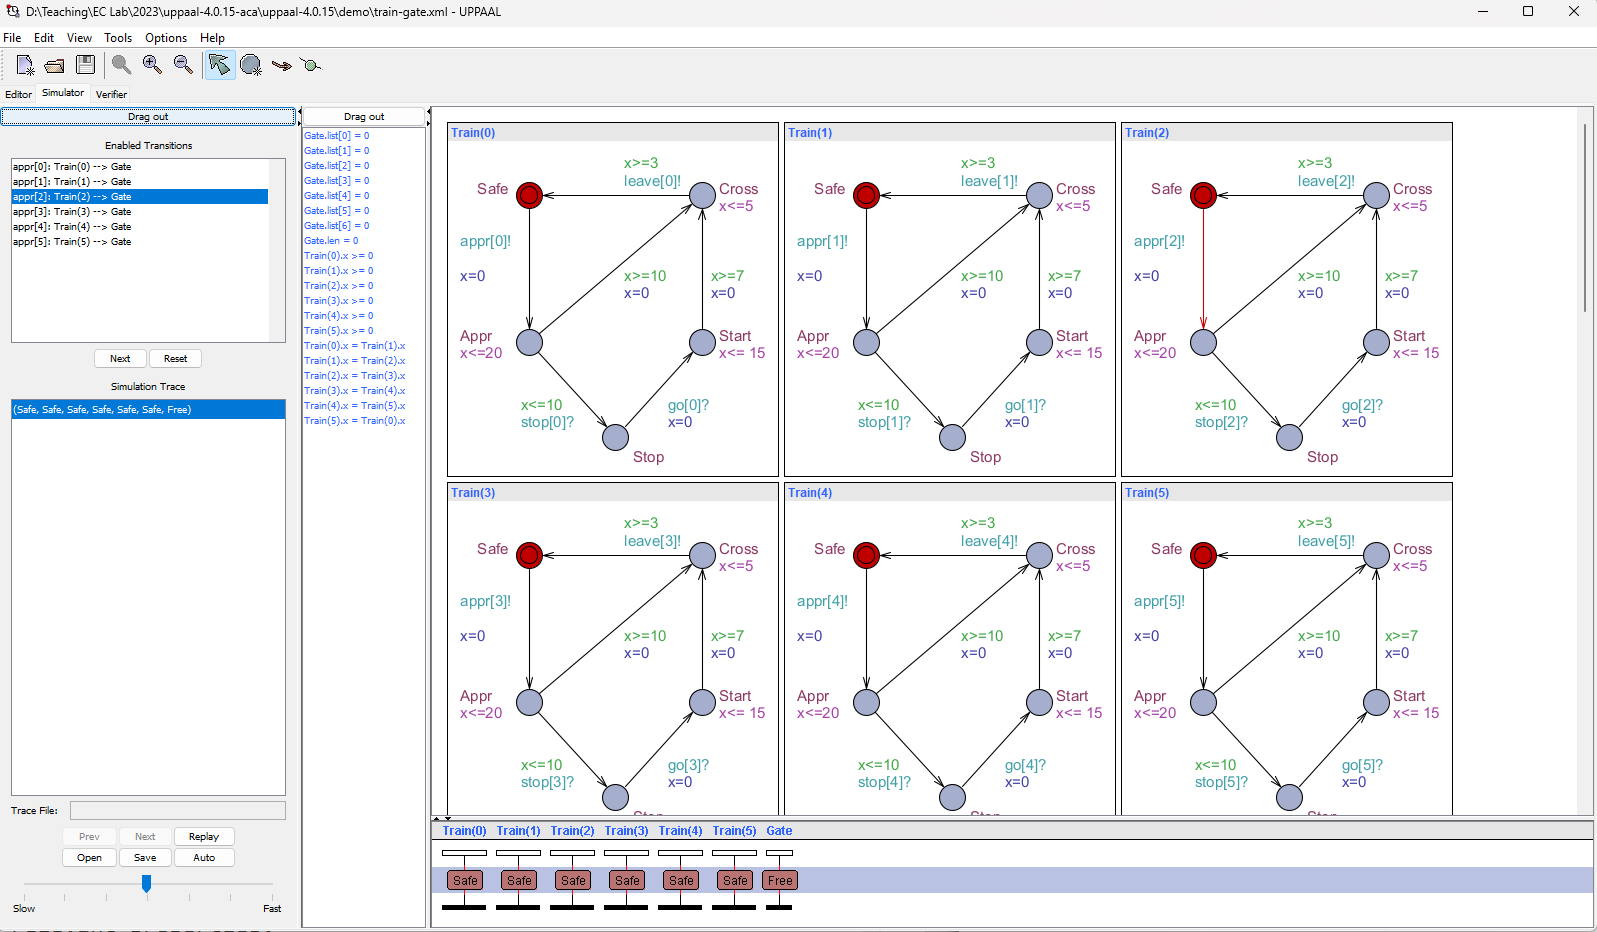 D:\Teaching\EC Lab\2023\uppaal-4.0.15-aca\uppaal-4.0.15\demo\train-gate.xml - UPPAAL
File Edit View Tools Options Help
Editor Simulator Verifier
Drag out
Enabled Transitions
appr[0]: Train(0) --> Gate
appr[1]: Train(1) --> Gate
appr[2]: Train(2) --> Gate
appr[3]: Train(3) --> Gate
appr[4]: Train(4) --> Gate
appr[5]: Train(5) --> Gate
Next Reset
Simulation Trace
(Safe, Safe, Safe, Safe, Safe, Safe, Free)
Trace File:
Prev Next Replay
Open Save Auto
Slow Fast
Drag out
Gate.list[0] = 0
Gate.list[1] = 0
Gate.list[2] = 0
Gate.list[3] = 0
Gate.list[4] = 0
Gate.list[5] = 0
Gate.list[6] = 0
Gate.len = 0
Train(0).x >= 0
Train(1).x >= 0
Train(2).x >= 0
Train(3).x >= 0
Train(4).x >= 0
Train(5).x >= 0
Train(0).x = Train(1).x
Train(1).x = Train(2).x
Train(2).x = Train(3).x
Train(3).x = Train(4).x
Train(4).x = Train(5).x
Train(5).x = Train(0).x
Train(0)
x>=3
leave[0]!
Safe
Cross
x<=5
appr[0]!
x=0
x>=10
x=0
x>=7
x=0
Appr
x<=20
Start
x<= 15
x<=10
stop[0]?
go[0]?
x=0
Stop
Train(1)
x>=3
leave[1]!
Safe
Cross
x<=5
appr[1]!
x=0
x>=10
x=0
x>=7
x=0
Appr
x<=20
Start
x<= 15
x<=10
stop[1]?
go[1]?
x=0
Stop
Train(2)
x>=3
leave[2]!
Safe
Cross
x<=5
appr[2]!
x=0
x>=10
x=0
x>=7
x=0
Appr
x<=20
Start
x<= 15
x<=10
stop[2]?
go[2]?
x=0
Stop
Train(3)
x>=3
leave[3]!
Safe
Cross
x<=5
appr[3]!
x=0
x>=10
x=0
x>=7
x=0
Appr
x<=20
Start
x<= 15
x<=10
stop[3]?
go[3]?
x=0
Train(4)
x>=3
leave[4]!
Safe
Cross
x<=5
appr[4]!
x=0
x>=10
x=0
x>=7
x=0
Appr
x<=20
Start
x<= 15
x<=10
stop[4]?
go[4]?
x=0
Train(5)
x>=3
leave[5]!
Safe
Cross
x<=5
appr[5]!
x=0
x>=10
x=0
x>=7
x=0
Appr
x<=20
Start
x<= 15
x<=10
stop[5]?
go[5]?
x=0
Train(0) Train(1) Train(2) Train(3) Train(4) Train(5) Gate
Safe Safe Safe Safe Safe Safe Free